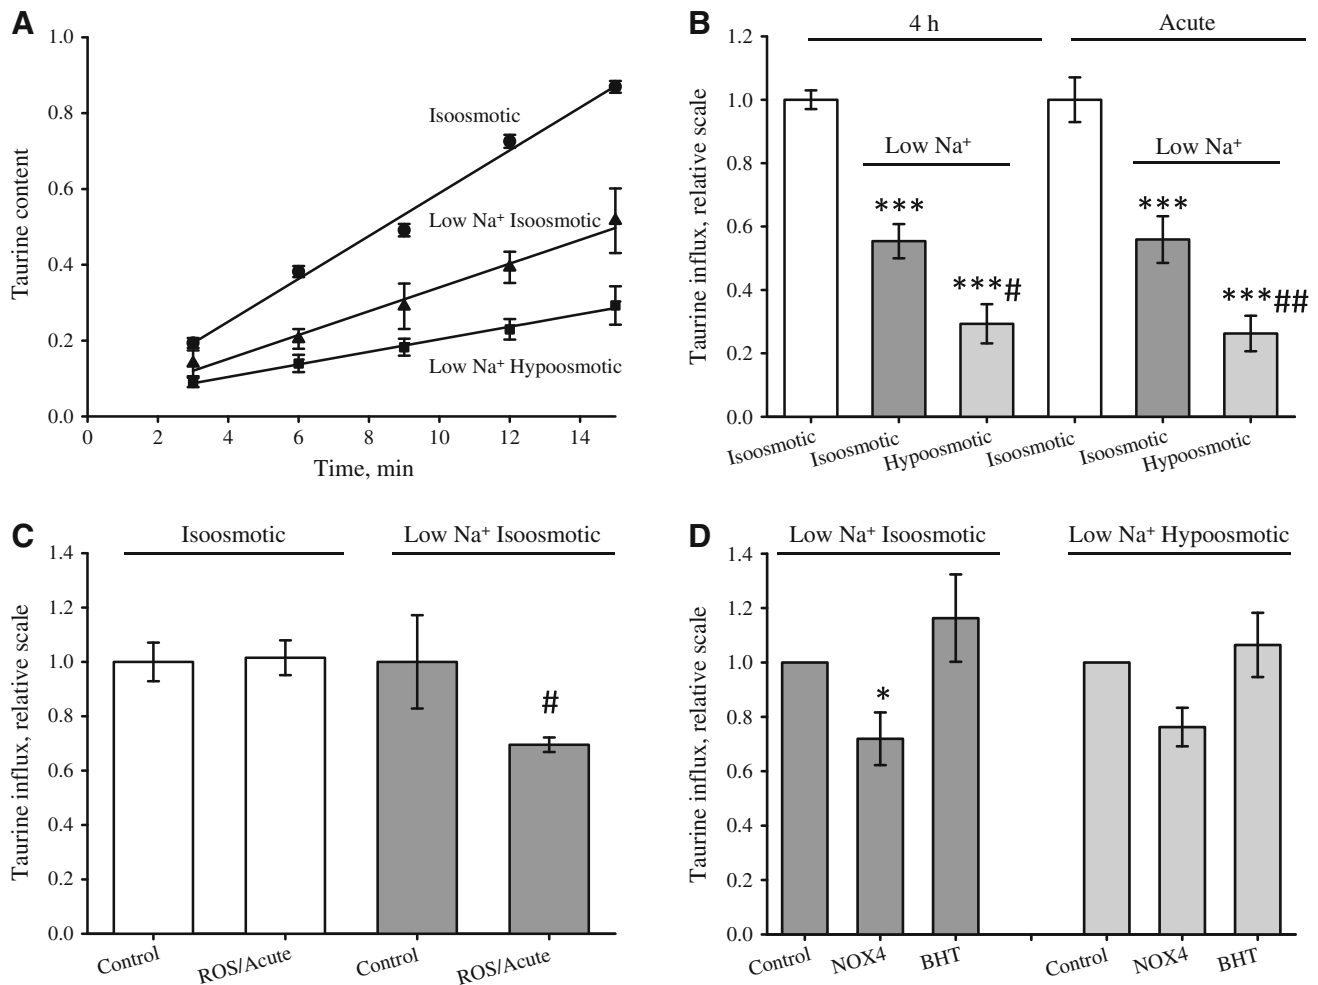 A
1.0
0.8
0.6
0.4
0.2
0.0
Taurine content
Isoosmotic
Low Na⁺ Isoosmotic
Low Na⁺ Hypoosmotic
0 2 4 6 8 10 12 14
Time, min
B
4 h Acute
1.2
1.0
0.8
0.6
0.4
0.2
0.0
Taurine influx, relative scale
Low Na⁺ Low Na⁺
*** ***
***# ***##
Isoosmotic Isoosmotic Hypoosmotic Isoosmotic Isoosmotic Hypoosmotic
C
Isoosmotic Low Na⁺ Isoosmotic
1.4
1.2
1.0
0.8
0.6
0.4
0.2
0.0
Taurine influx, relative scale
#
Control ROS/Acute Control ROS/Acute
D
Low Na⁺ Isoosmotic Low Na⁺ Hypoosmotic
1.4
1.2
1.0
0.8
0.6
0.4
0.2
0.0
Taurine influx, relative scale
*
Control NOX4 BHT Control NOX4 BHT